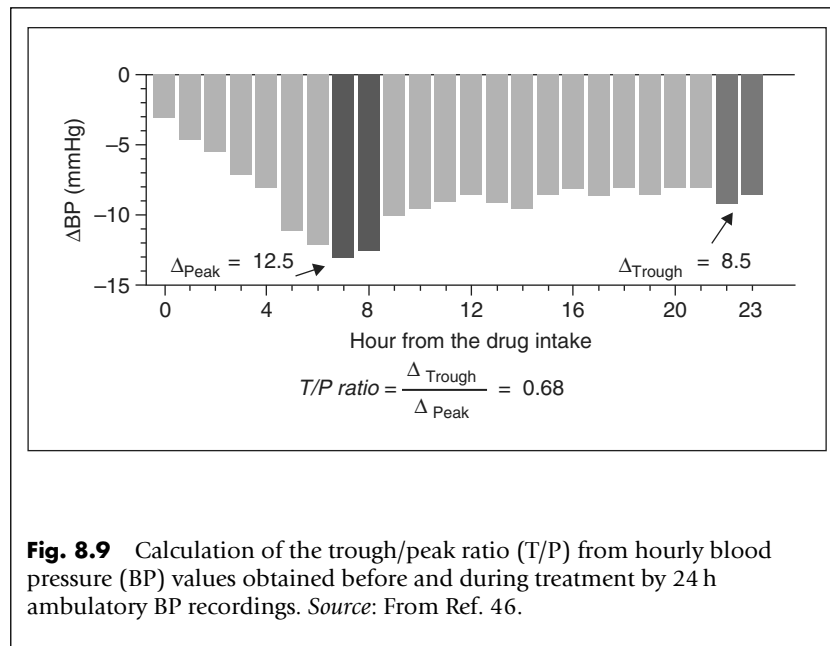 0
−5
−10
−15
ΔBP (mmHg)
ΔPeak = 12.5
ΔTrough = 8.5
0 4 8 12 16 20 23
Hour from the drug intake
T/P ratio = Δ Trough / Δ Peak = 0.68
Fig. 8.9 Calculation of the trough/peak ratio (T/P) from hourly blood
pressure (BP) values obtained before and during treatment by 24 h
ambulatory BP recordings. Source: From Ref. 46.